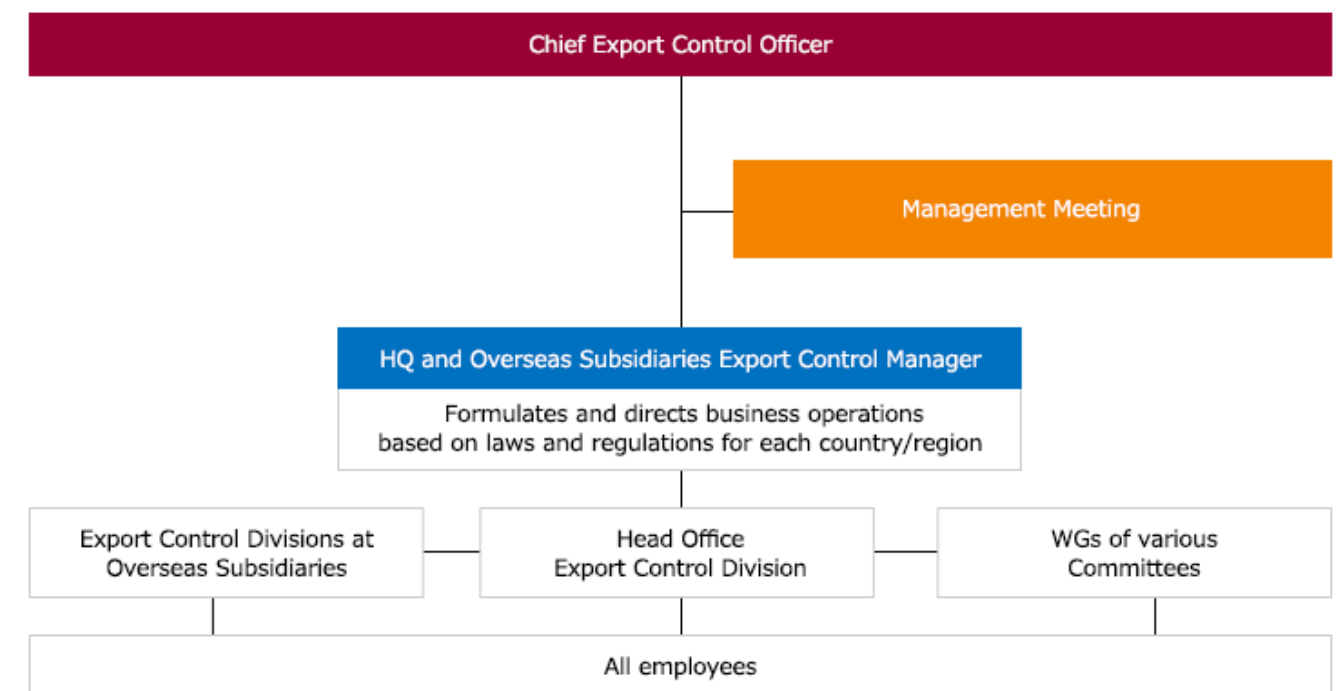 Chief Export Control Officer
Management Meeting
HQ and Overseas Subsidiaries Export Control Manager
Formulates and directs business operations
based on laws and regulations for each country/region
Export Control Divisions at
Overseas Subsidiaries
Head Office
Export Control Division
WGs of various
Committees
All employees